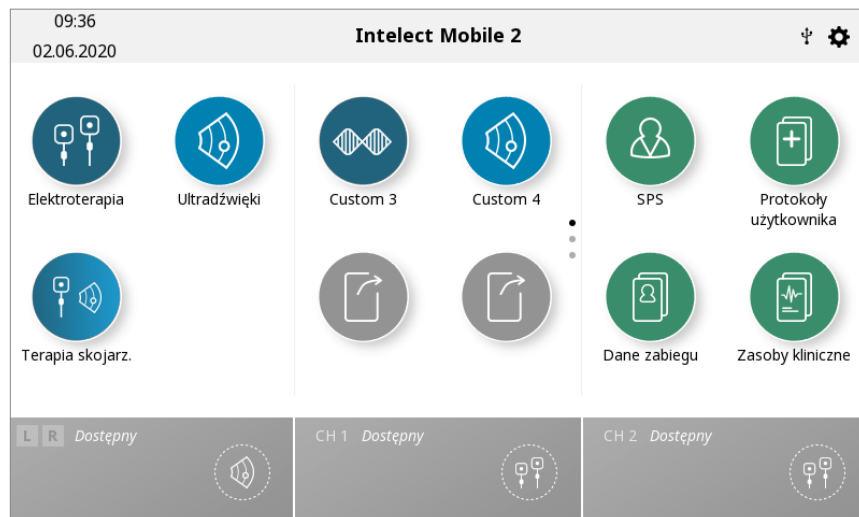 09:36
02.06.2020
Intelect Mobile 2
Elektroterapia
Ultradźwięki
Terapia skojarz.
Custom 3
Custom 4
SPS
Protokoły
użytkownika
Dane zabiegu
Zasoby kliniczne
L R Dostępny
CH 1 Dostępny
CH 2 Dostępny